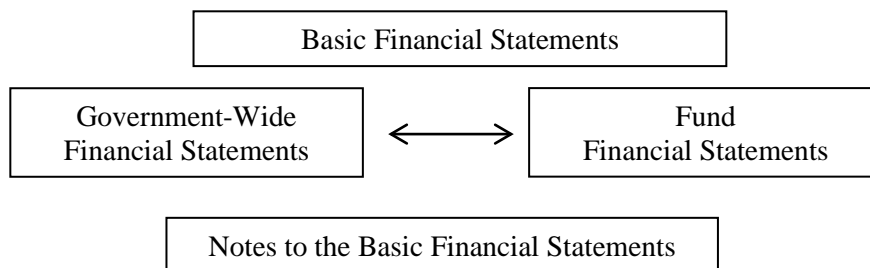 Basic Financial Statements
Government-Wide
Financial Statements
Fund
Financial Statements
Notes to the Basic Financial Statements